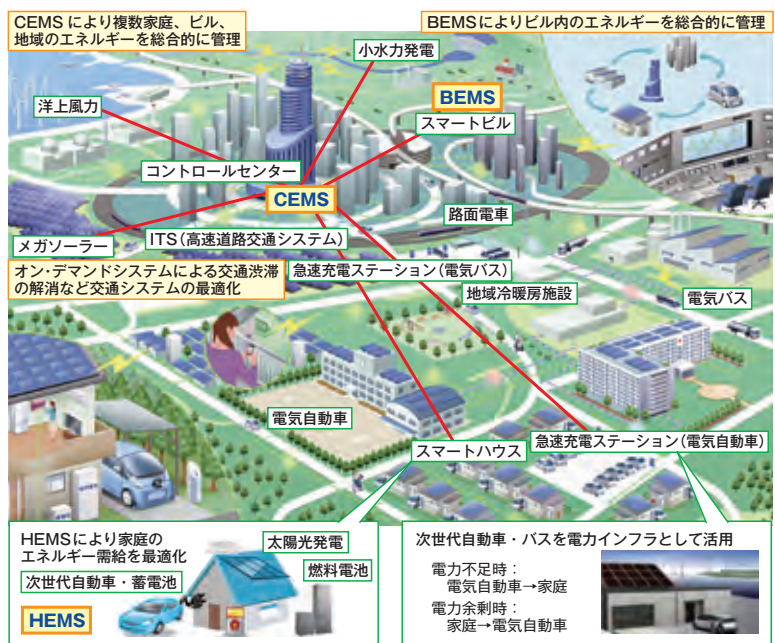 CEMSにより複数家庭、ビル、
地域のエネルギーを総合的に管理
BEMSによりビル内のエネルギーを総合的に管理
小水力発電
洋上風力
BEMS
スマートビル
コントロールセンター
CEMS
路面電車
メガソーラー
ITS(高速道路交通システム)
オン・デマンドシステムによる交通渋滞
の解消など交通システムの最適化
急速充電ステーション(電気バス)
地域冷暖房施設
電気バス
電気自動車
スマートハウス
急速充電ステーション(電気自動車)
HEMSにより家庭の
エネルギー需給を最適化
太陽光発電
燃料電池
次世代自動車・蓄電池
HEMS
次世代自動車・バスを電力インフラとして活用
電力不足時:
電気自動車→家庭
電力余剰時:
家庭→電気自動車